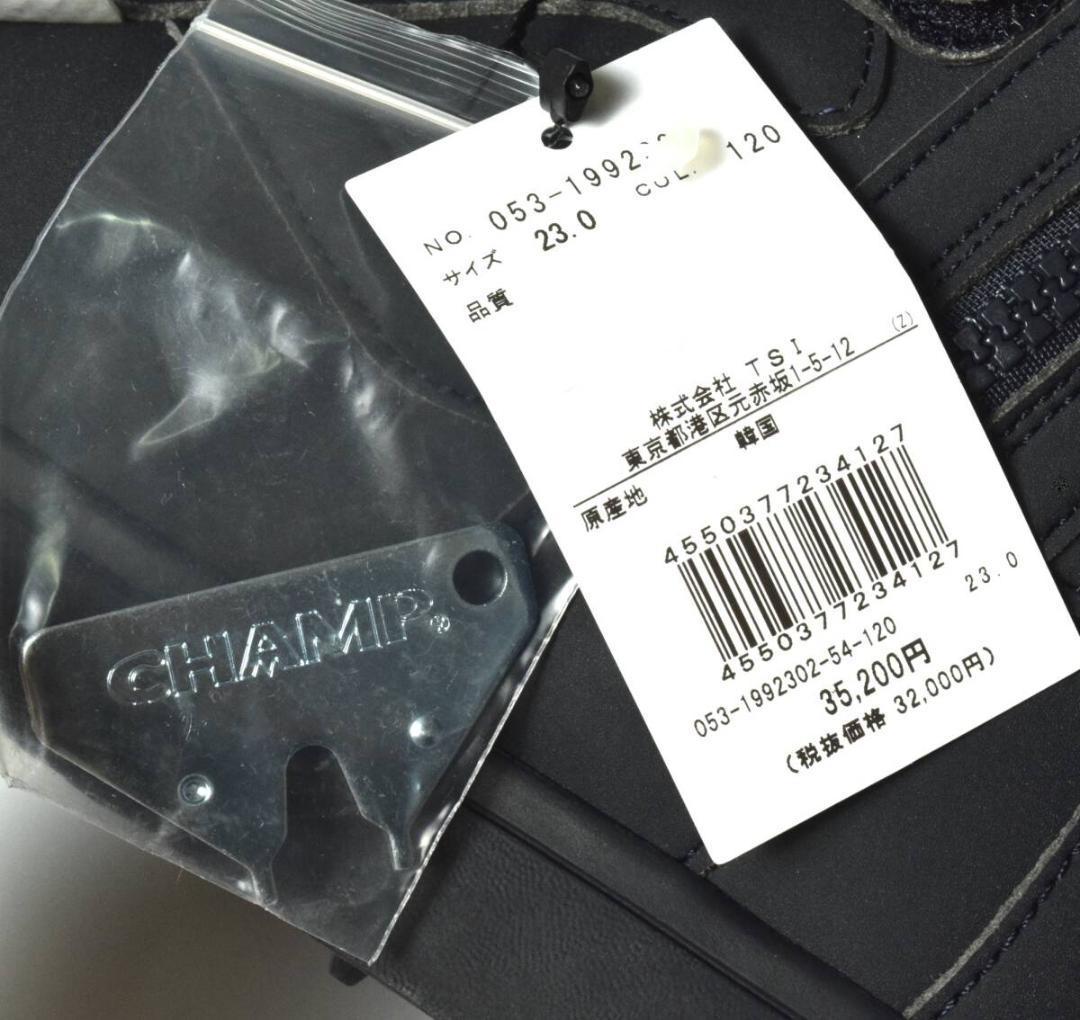 NO. 053-1992 COL. 120
サイズ 23.0
品質
(Z)
株式会社 TSI
東京都港区元赤坂1-5-12
原産地 韓国
4550377234127
4550377234127
053-1992302-54-120 23.0
35,200円
(税抜価格 32,000円)
CHAMP®